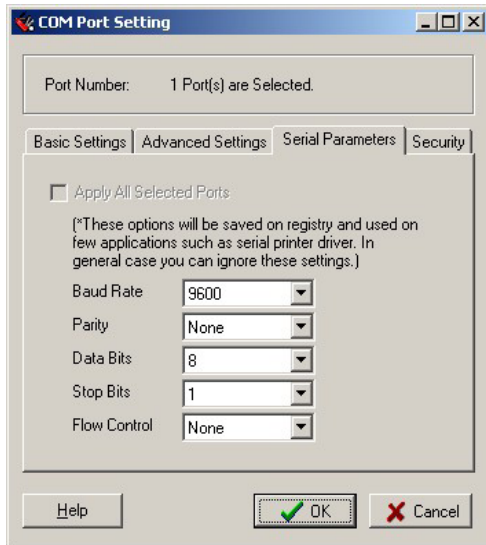 COM Port Setting
Port Number: 1 Port(s) are Selected.
Basic Settings Advanced Settings Serial Parameters Security
Apply All Selected Ports
(*These options will be saved on registry and used on
few applications such as serial printer driver. In
general case you can ignore these settings.)
Baud Rate 9600
Parity None
Data Bits 8
Stop Bits 1
Flow Control None
Help OK Cancel